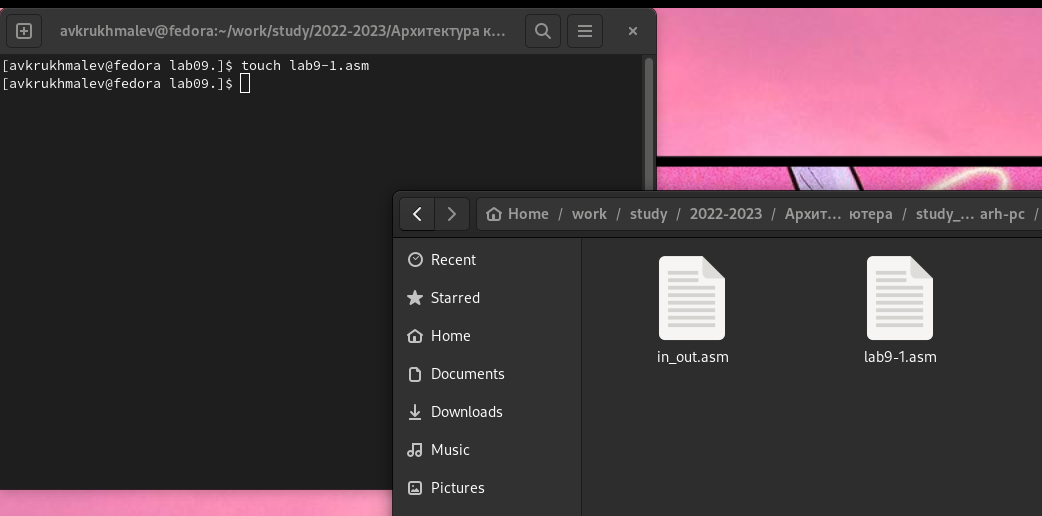 avkrukhmalev@fedora:~/work/study/2022-2023/Архитектура к...
[avkrukhmalev@fedora lab09.]$ touch lab9-1.asm
[avkrukhmalev@fedora lab09.]$
Home / work / study / 2022-2023 / Архит... ютера / study_... arh-pc /
Recent
Starred
Home
Documents
Downloads
Music
Pictures
in_out.asm
lab9-1.asm